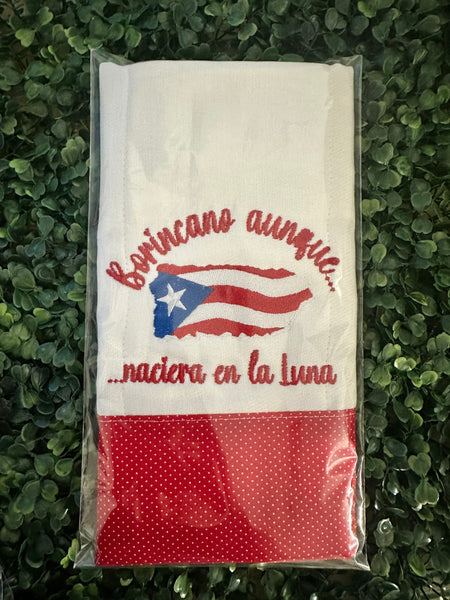 Borincano aunque...
...naciera en la Luna